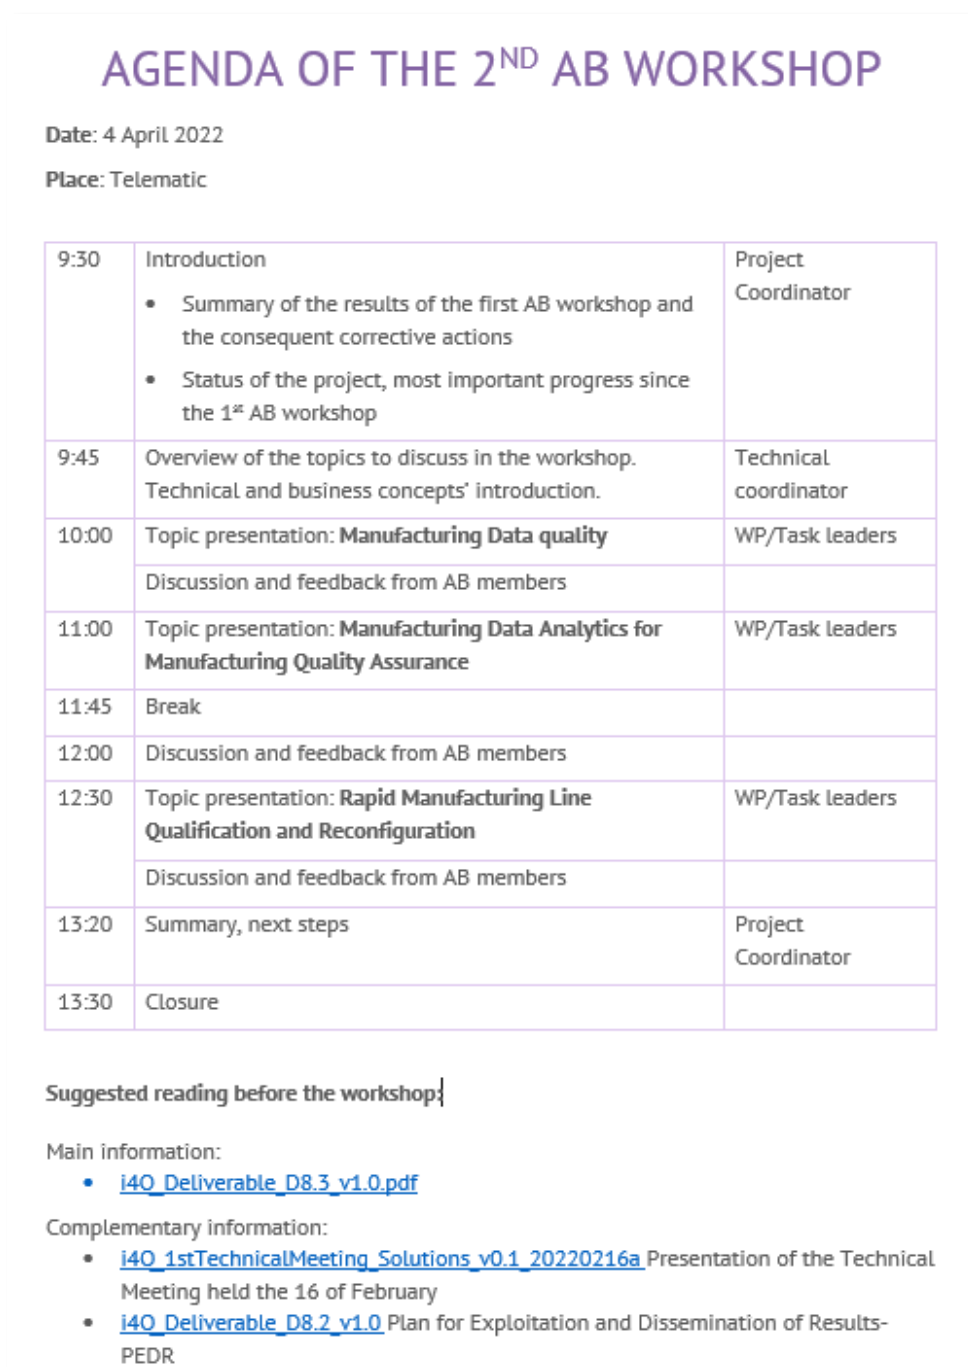 AGENDA OF THE 2ND AB WORKSHOP
Date: 4 April 2022
Place: Telematic
9:30
Introduction
Project
Coordinator
• Summary of the results of the first AB workshop and
the consequent corrective actions
• Status of the project, most important progress since
the 1st AB workshop
9:45
Overview of the topics to discuss in the workshop.
Technical and business concepts' introduction.
Technical
coordinator
10:00
Topic presentation: Manufacturing Data quality
WP/Task leaders
Discussion and feedback from AB members
11:00
Topic presentation: Manufacturing Data Analytics for
Manufacturing Quality Assurance
WP/Task leaders
11:45
Break
12:00
Discussion and feedback from AB members
12:30
Topic presentation: Rapid Manufacturing Line
Qualification and Reconfiguration
WP/Task leaders
Discussion and feedback from AB members
13:20
Summary, next steps
Project
Coordinator
13:30
Closure
Suggested reading before the workshop:
Main information:
• i4Q_Deliverable_D8.3_v1.0.pdf
Complementary information:
• i4Q_1stTechnicalMeeting_Solutions_v0.1_20220216a Presentation of the Technical
Meeting held the 16 of February
• i4Q_Deliverable_D8.2_v1.0 Plan for Exploitation and Dissemination of Results-
PEDR